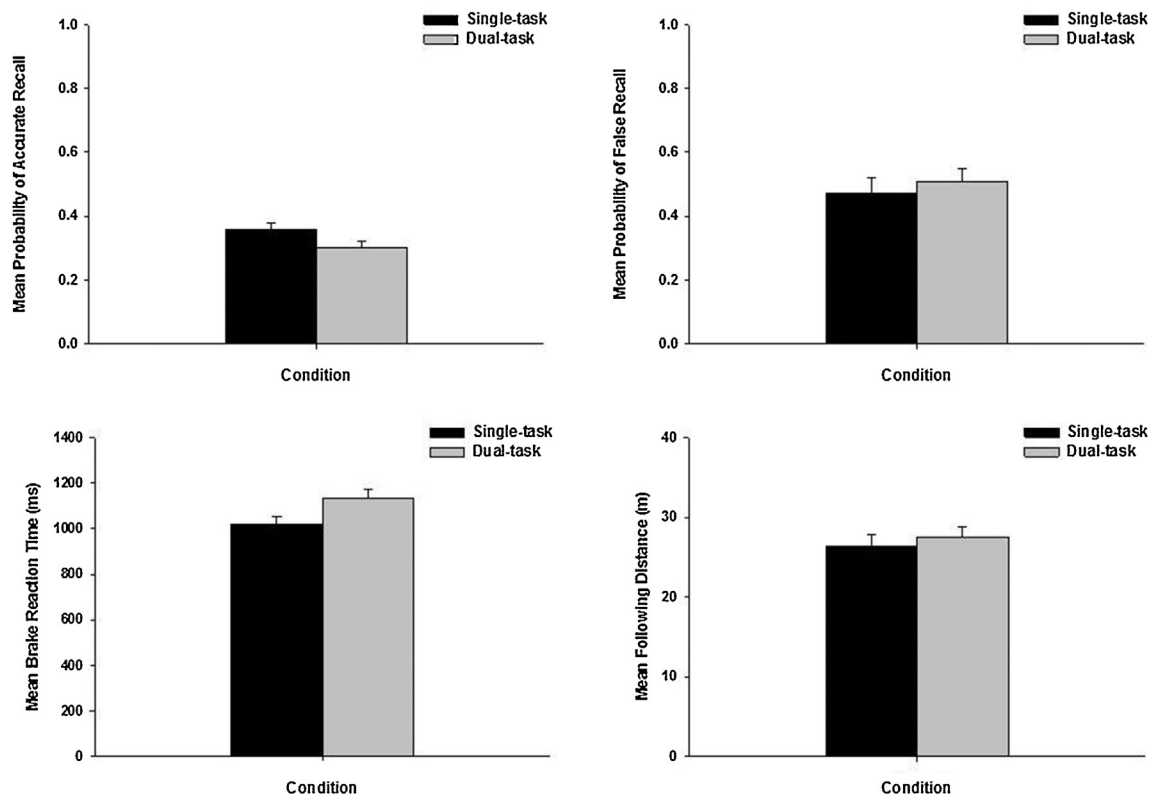 Mean Probability of Accurate Recall
1.0
0.8
0.6
0.4
0.2
0.0
Single-task
Dual-task
Condition
Mean Probability of False Recall
1.0
0.8
0.6
0.4
0.2
0.0
Single-task
Dual-task
Condition
Mean Brake Reaction Time (ms)
1400
1200
1000
800
600
400
200
0
Single-task
Dual-task
Condition
Mean Following Distance (m)
40
30
20
10
0
Single-task
Dual-task
Condition